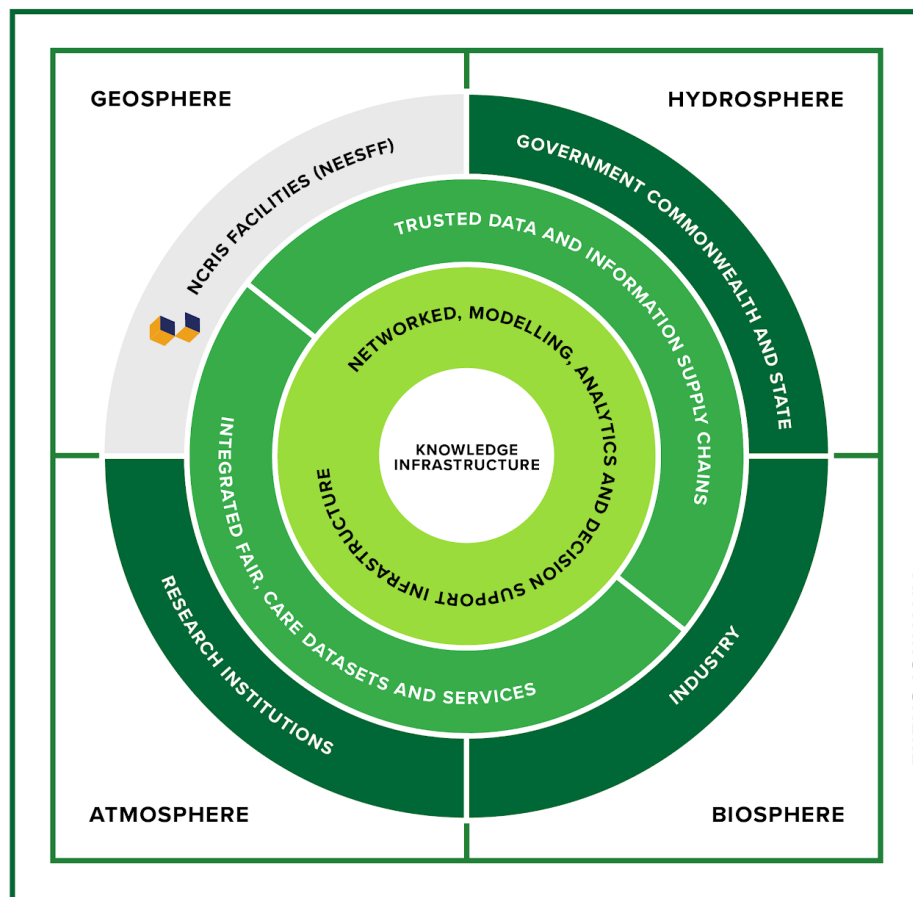 GEOSPHERE
HYDROSPHERE
NCRIS FACILITIES (NEESFF)
GOVERNMENT COMMONWEALTH AND STATE
TRUSTED DATA AND INFORMATION SUPPLY CHAINS
NETWORKED, MODELLING, ANALYTICS AND DECISION SUPPORT INFRASTRUCTURE
KNOWLEDGE
INFRASTRUCTURE
INTEGRATED FAIR, CARE DATASETS AND SERVICES
RESEARCH INSTITUTIONS
INDUSTRY
ATMOSPHERE
BIOSPHERE